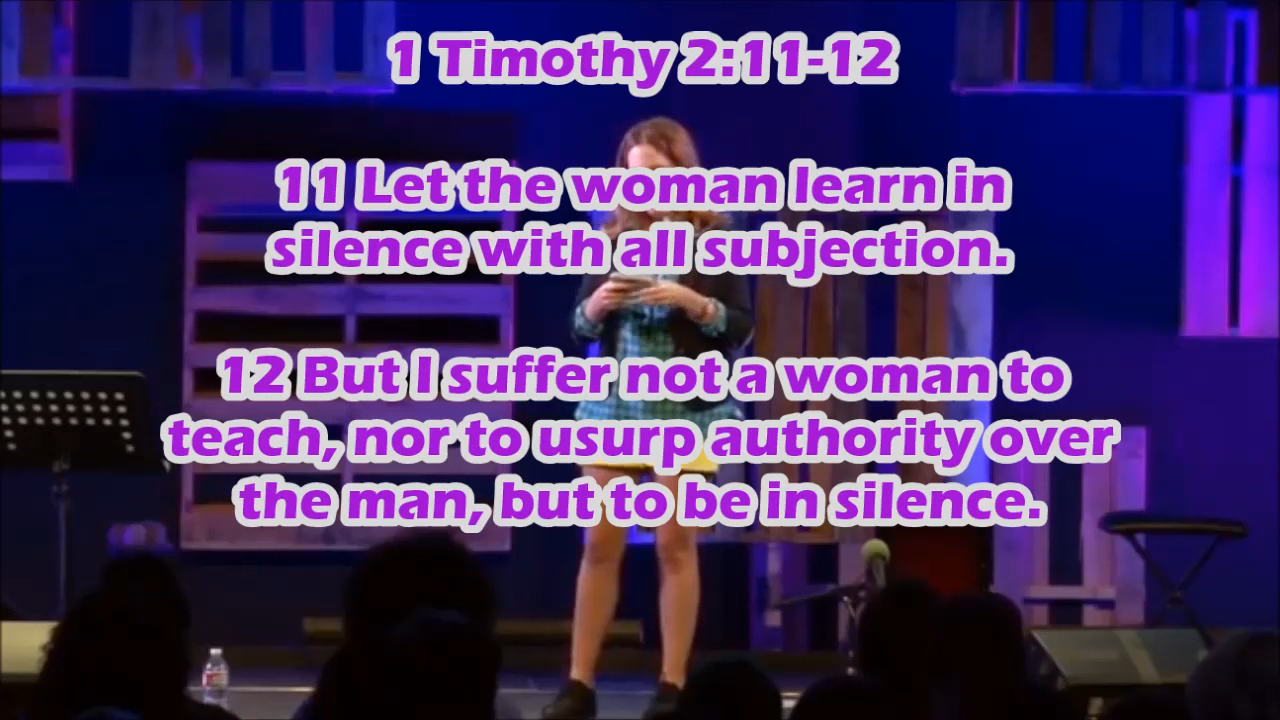 1 Timothy 2:11-12
11 Let the woman learn in
silence with all subjection.
12 But I suffer not a woman to
teach, nor to usurp authority over
the man, but to be in silence.